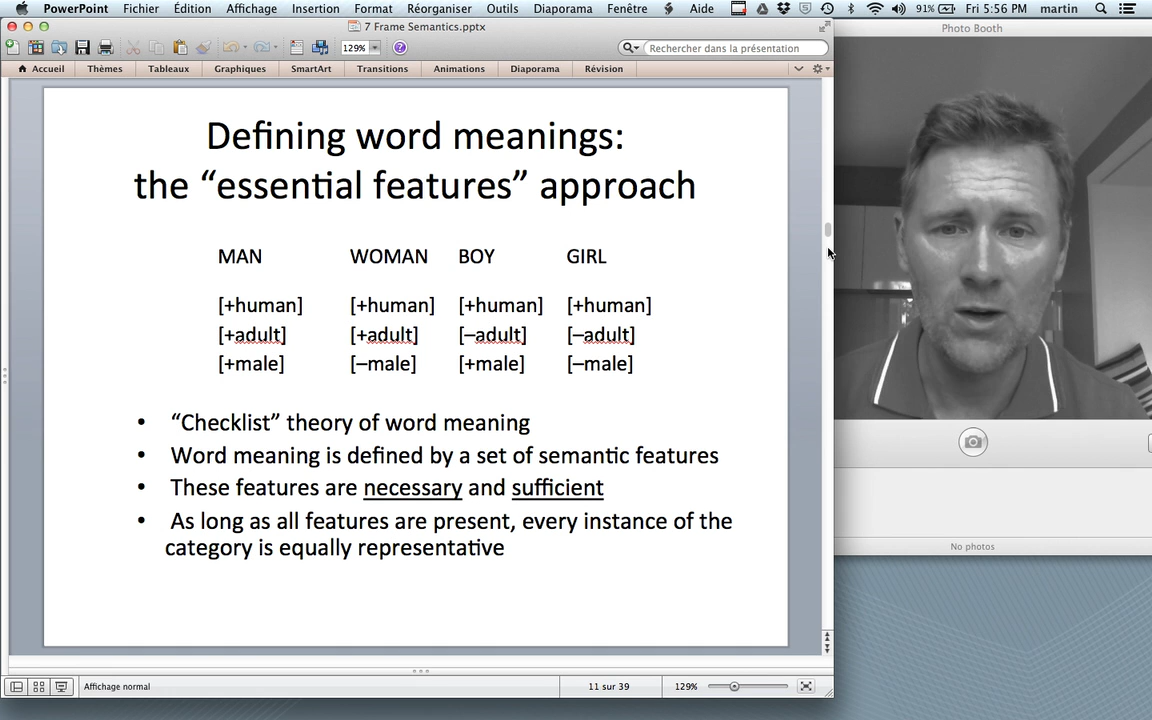 PowerPoint Fichier Édition Affichage Insertion Format Réorganiser Outils Diaporama Fenêtre Aide 91% Fri 5:56 PM martin
7 Frame Semantics.pptx
Photo Booth
129% Rechercher dans la présentation
Accueil Thèmes Tableaux Graphiques SmartArt Transitions Animations Diaporama Révision
Defining word meanings:
the “essential features” approach
MAN WOMAN BOY GIRL
[+human] [+human] [+human] [+human]
[+adult] [+adult] [–adult] [–adult]
[+male] [–male] [+male] [–male]
• “Checklist” theory of word meaning
• Word meaning is defined by a set of semantic features
• These features are necessary and sufficient
• As long as all features are present, every instance of the
category is equally representative
No photos
Affichage normal 11 sur 39 129%